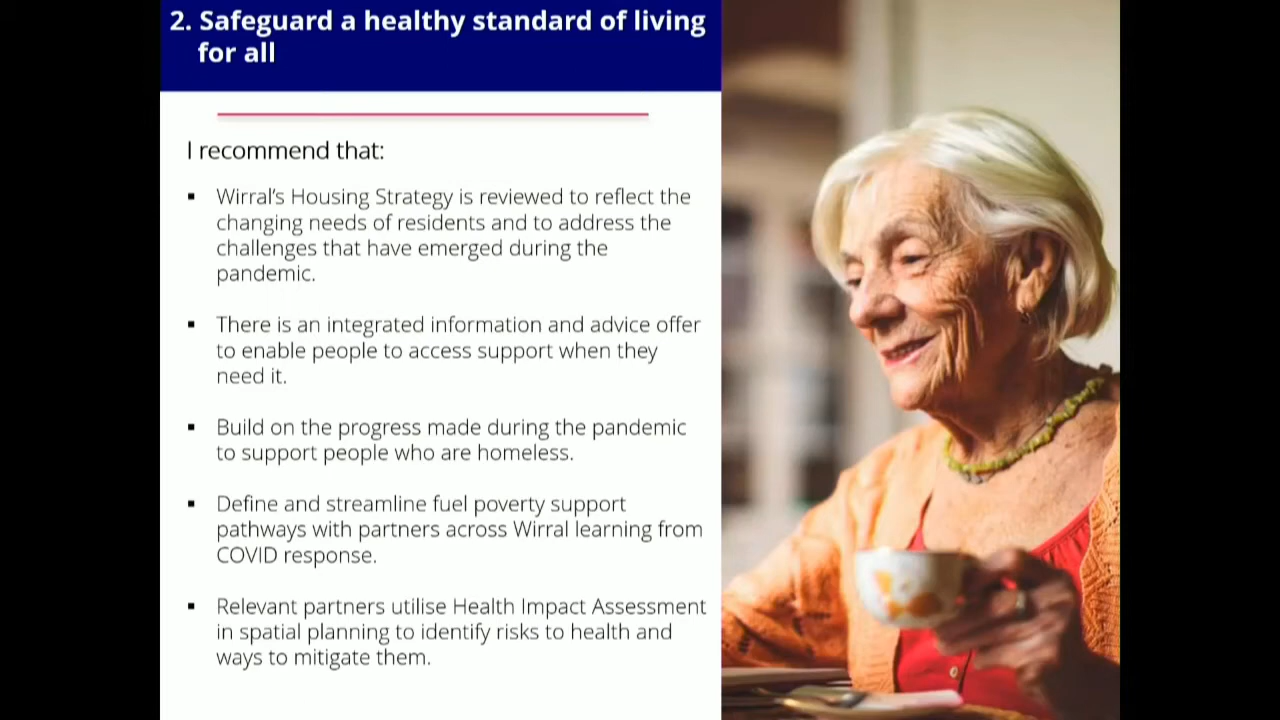 2. Safeguard a healthy standard of living
for all
I recommend that:
▪ Wirral’s Housing Strategy is reviewed to reflect the
changing needs of residents and to address the
challenges that have emerged during the
pandemic.
▪ There is an integrated information and advice offer
to enable people to access support when they
need it.
▪ Build on the progress made during the pandemic
to support people who are homeless.
▪ Define and streamline fuel poverty support
pathways with partners across Wirral learning from
COVID response.
▪ Relevant partners utilise Health Impact Assessment
in spatial planning to identify risks to health and
ways to mitigate them.